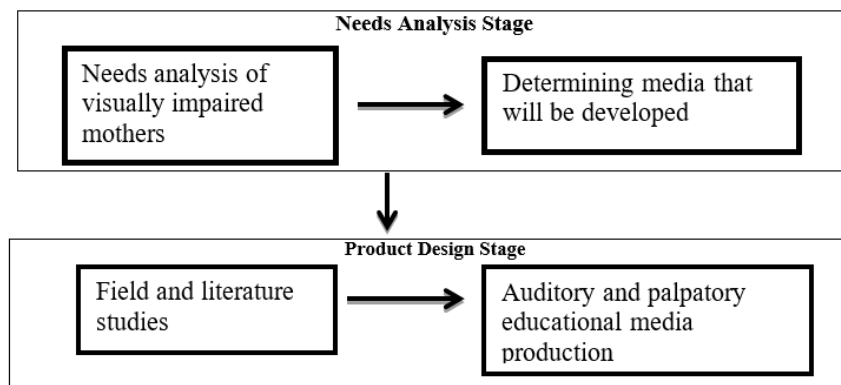 Needs Analysis Stage
Needs analysis of
visually impaired
mothers
Determining media that
will be developed
Product Design Stage
Field and literature
studies
Auditory and palpatory
educational media
production